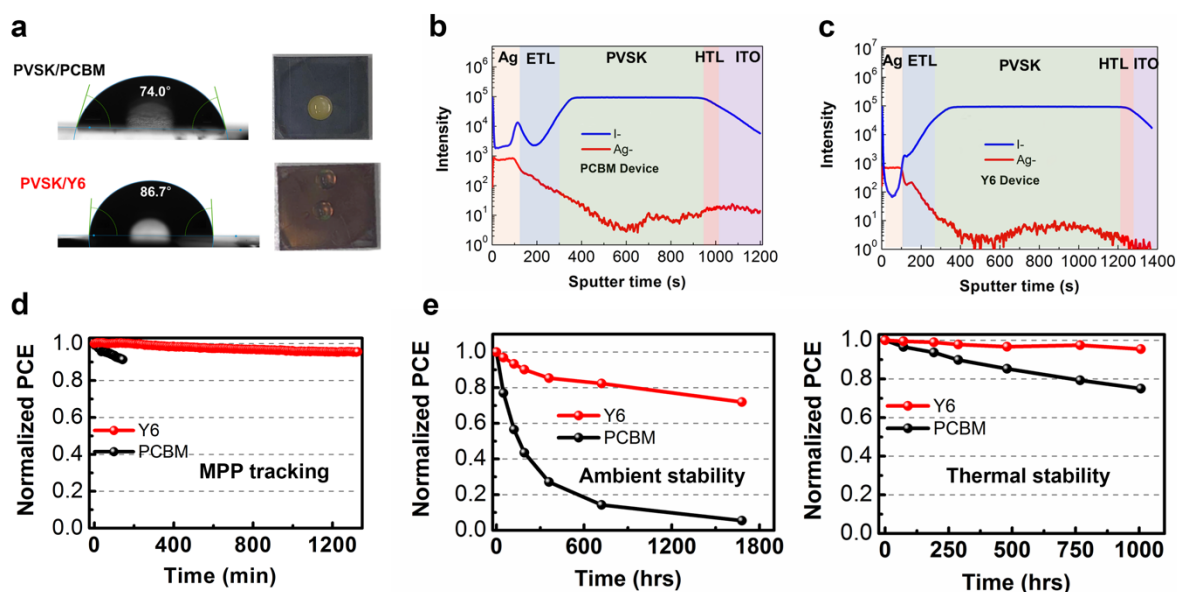 a
PVSK/PCBM
74.0°
PVSK/Y6
86.7°
b
Ag
ETL
PVSK
HTL
ITO
Intensity
10⁶
10⁵
10⁴
10³
10²
10¹
10⁰
I-
Ag-
PCBM Device
0 200 400 600 800 1000 1200
Sputter time (s)
c
Ag
ETL
PVSK
HTL
ITO
Intensity
10⁷
10⁶
10⁵
10⁴
10³
10²
10¹
10⁰
I-
Ag-
Y6 Device
0 200 400 600 800 1000 1200 1400
Sputter time (s)
d
Normalized PCE
1.0
0.8
0.6
0.4
0.2
0.0
Y6
PCBM
MPP tracking
0 400 800 1200
Time (min)
e
Normalized PCE
1.0
0.8
0.6
0.4
0.2
0.0
Y6
PCBM
Ambient stability
0 600 1200 1800
Time (hrs)
Normalized PCE
1.0
0.8
0.6
0.4
0.2
0.0
Y6
PCBM
Thermal stability
0 250 500 750 1000
Time (hrs)